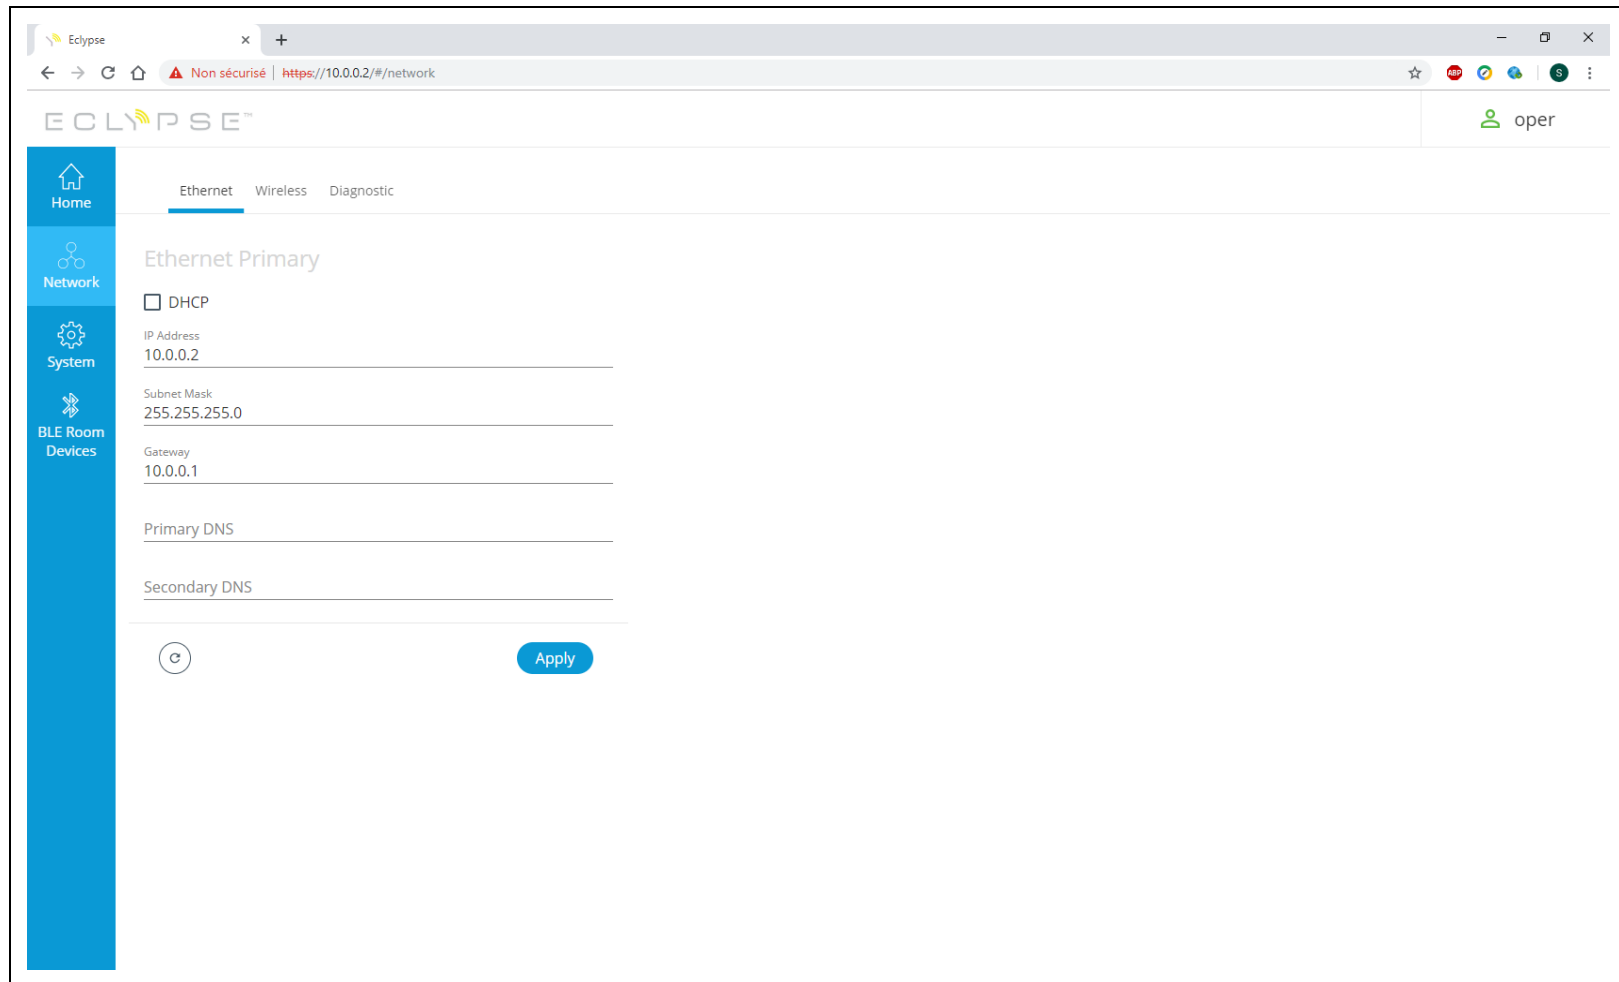 Eclypse
Non sécurisé | https://10.0.0.2/#/network
ABP
S
ECLYPSE™
oper
Home
Network
System
BLE Room
Devices
Ethernet Wireless Diagnostic
Ethernet Primary
DHCP
IP Address
10.0.0.2
Subnet Mask
255.255.255.0
Gateway
10.0.0.1
Primary DNS
Secondary DNS
Apply